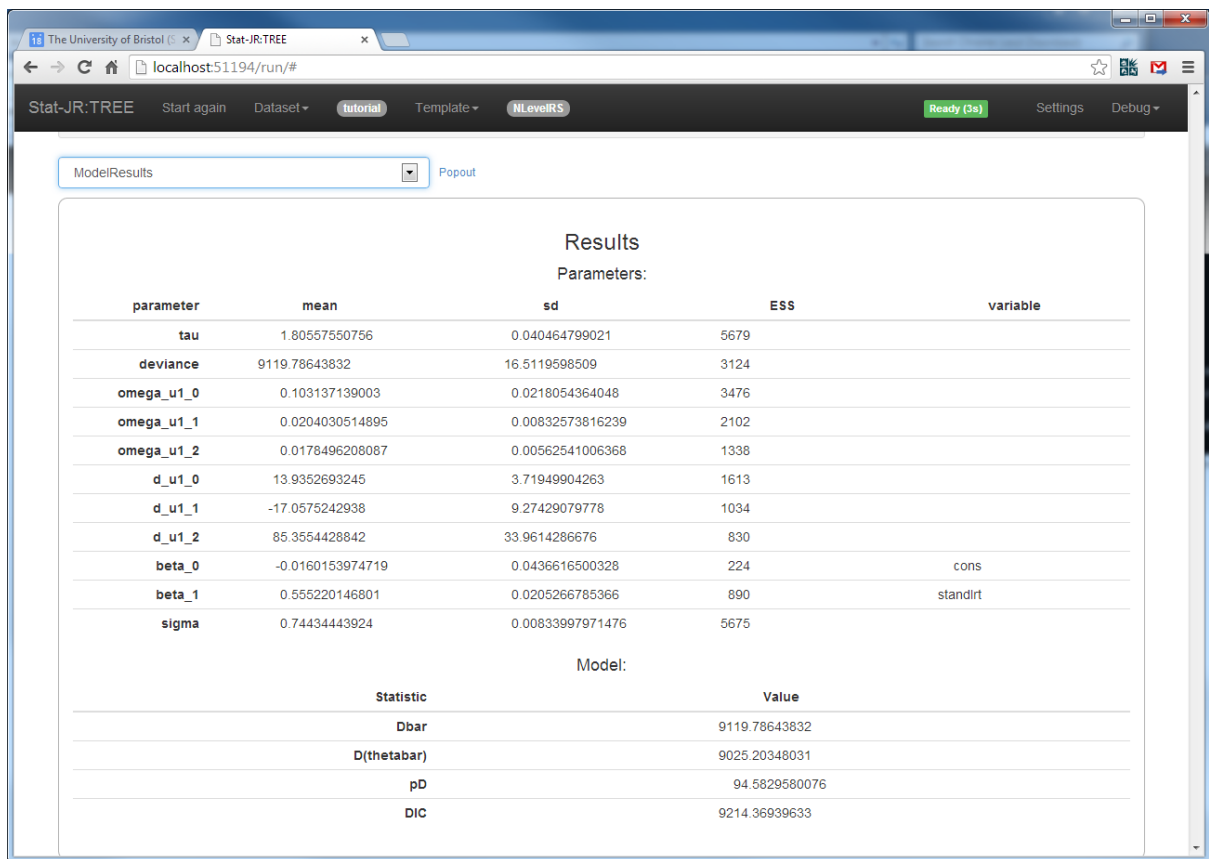 The University of Bristol (S
Stat-JR:TREE
localhost:51194/run/#
Stat-JR:TREE Start again Dataset tutorial Template NLevelRS Ready (3s) Settings Debug
ModelResults Popout
Results
Parameters:
parameter mean sd ESS variable
tau 1.80557550756 0.040464799021 5679
deviance 9119.78643832 16.5119598509 3124
omega_u1_0 0.103137139003 0.0218054364048 3476
omega_u1_1 0.0204030514895 0.00832573816239 2102
omega_u1_2 0.0178496208087 0.00562541006368 1338
d_u1_0 13.9352693245 3.71949904263 1613
d_u1_1 -17.0575242938 9.27429079778 1034
d_u1_2 85.3554428842 33.9614286676 830
beta_0 -0.0160153974719 0.0436616500328 224 cons
beta_1 0.555220146801 0.0205266785366 890 standlrt
sigma 0.74434443924 0.00833997971476 5675
Model:
Statistic Value
Dbar 9119.78643832
D(thetabar) 9025.20348031
pD 94.5829580076
DIC 9214.36939633